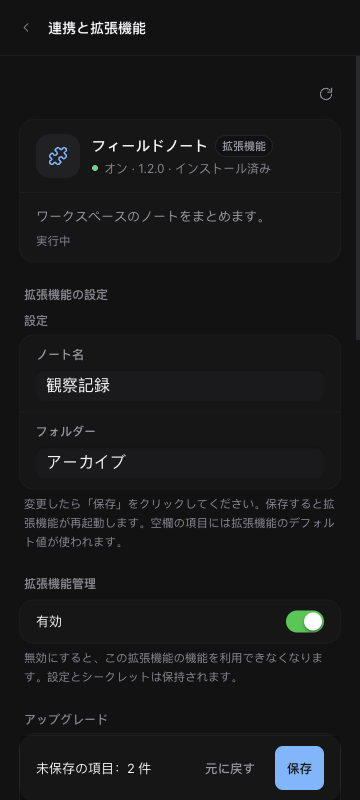 連携と拡張機能
フィールドノート 拡張機能
オン · 1.2.0 · インストール済み
ワークスペースのノートをまとめます。
実行中
拡張機能の設定
設定
ノート名
観察記録
フォルダー
アーカイブ
変更したら「保存」をクリックしてください。保存すると拡
張機能が再起動します。空欄の項目には拡張機能のデフォル
ト値が使われます。
拡張機能管理
有効
無効にすると、この拡張機能の機能を利用できなくなりま
す。設定とシークレットは保持されます。
アップグレード
未保存の項目: 2 件 元に戻す 保存